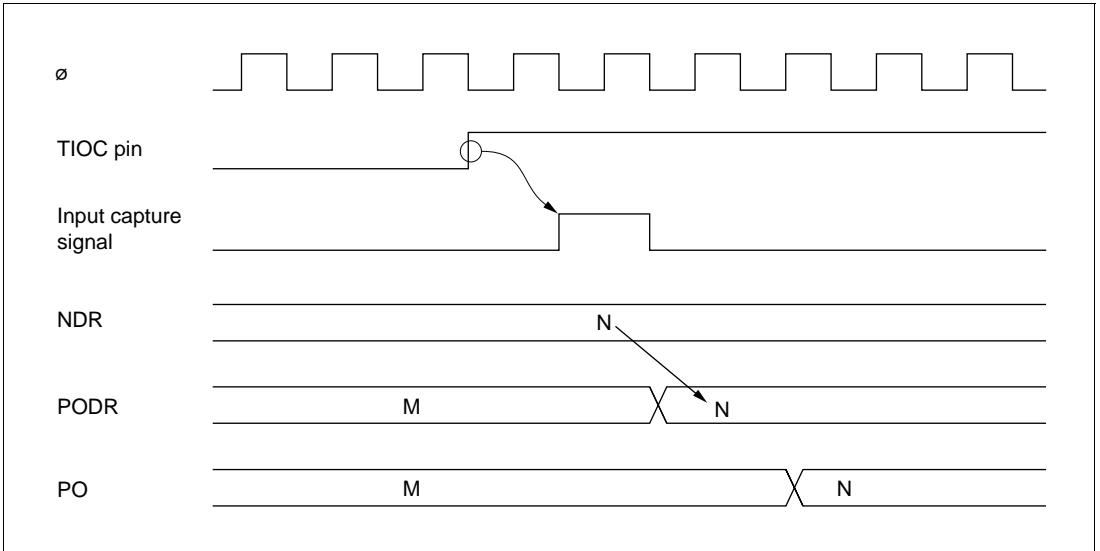 ø
TIOC pin
Input capture
signal
NDR
N
PODR
M
N
PO
M
N